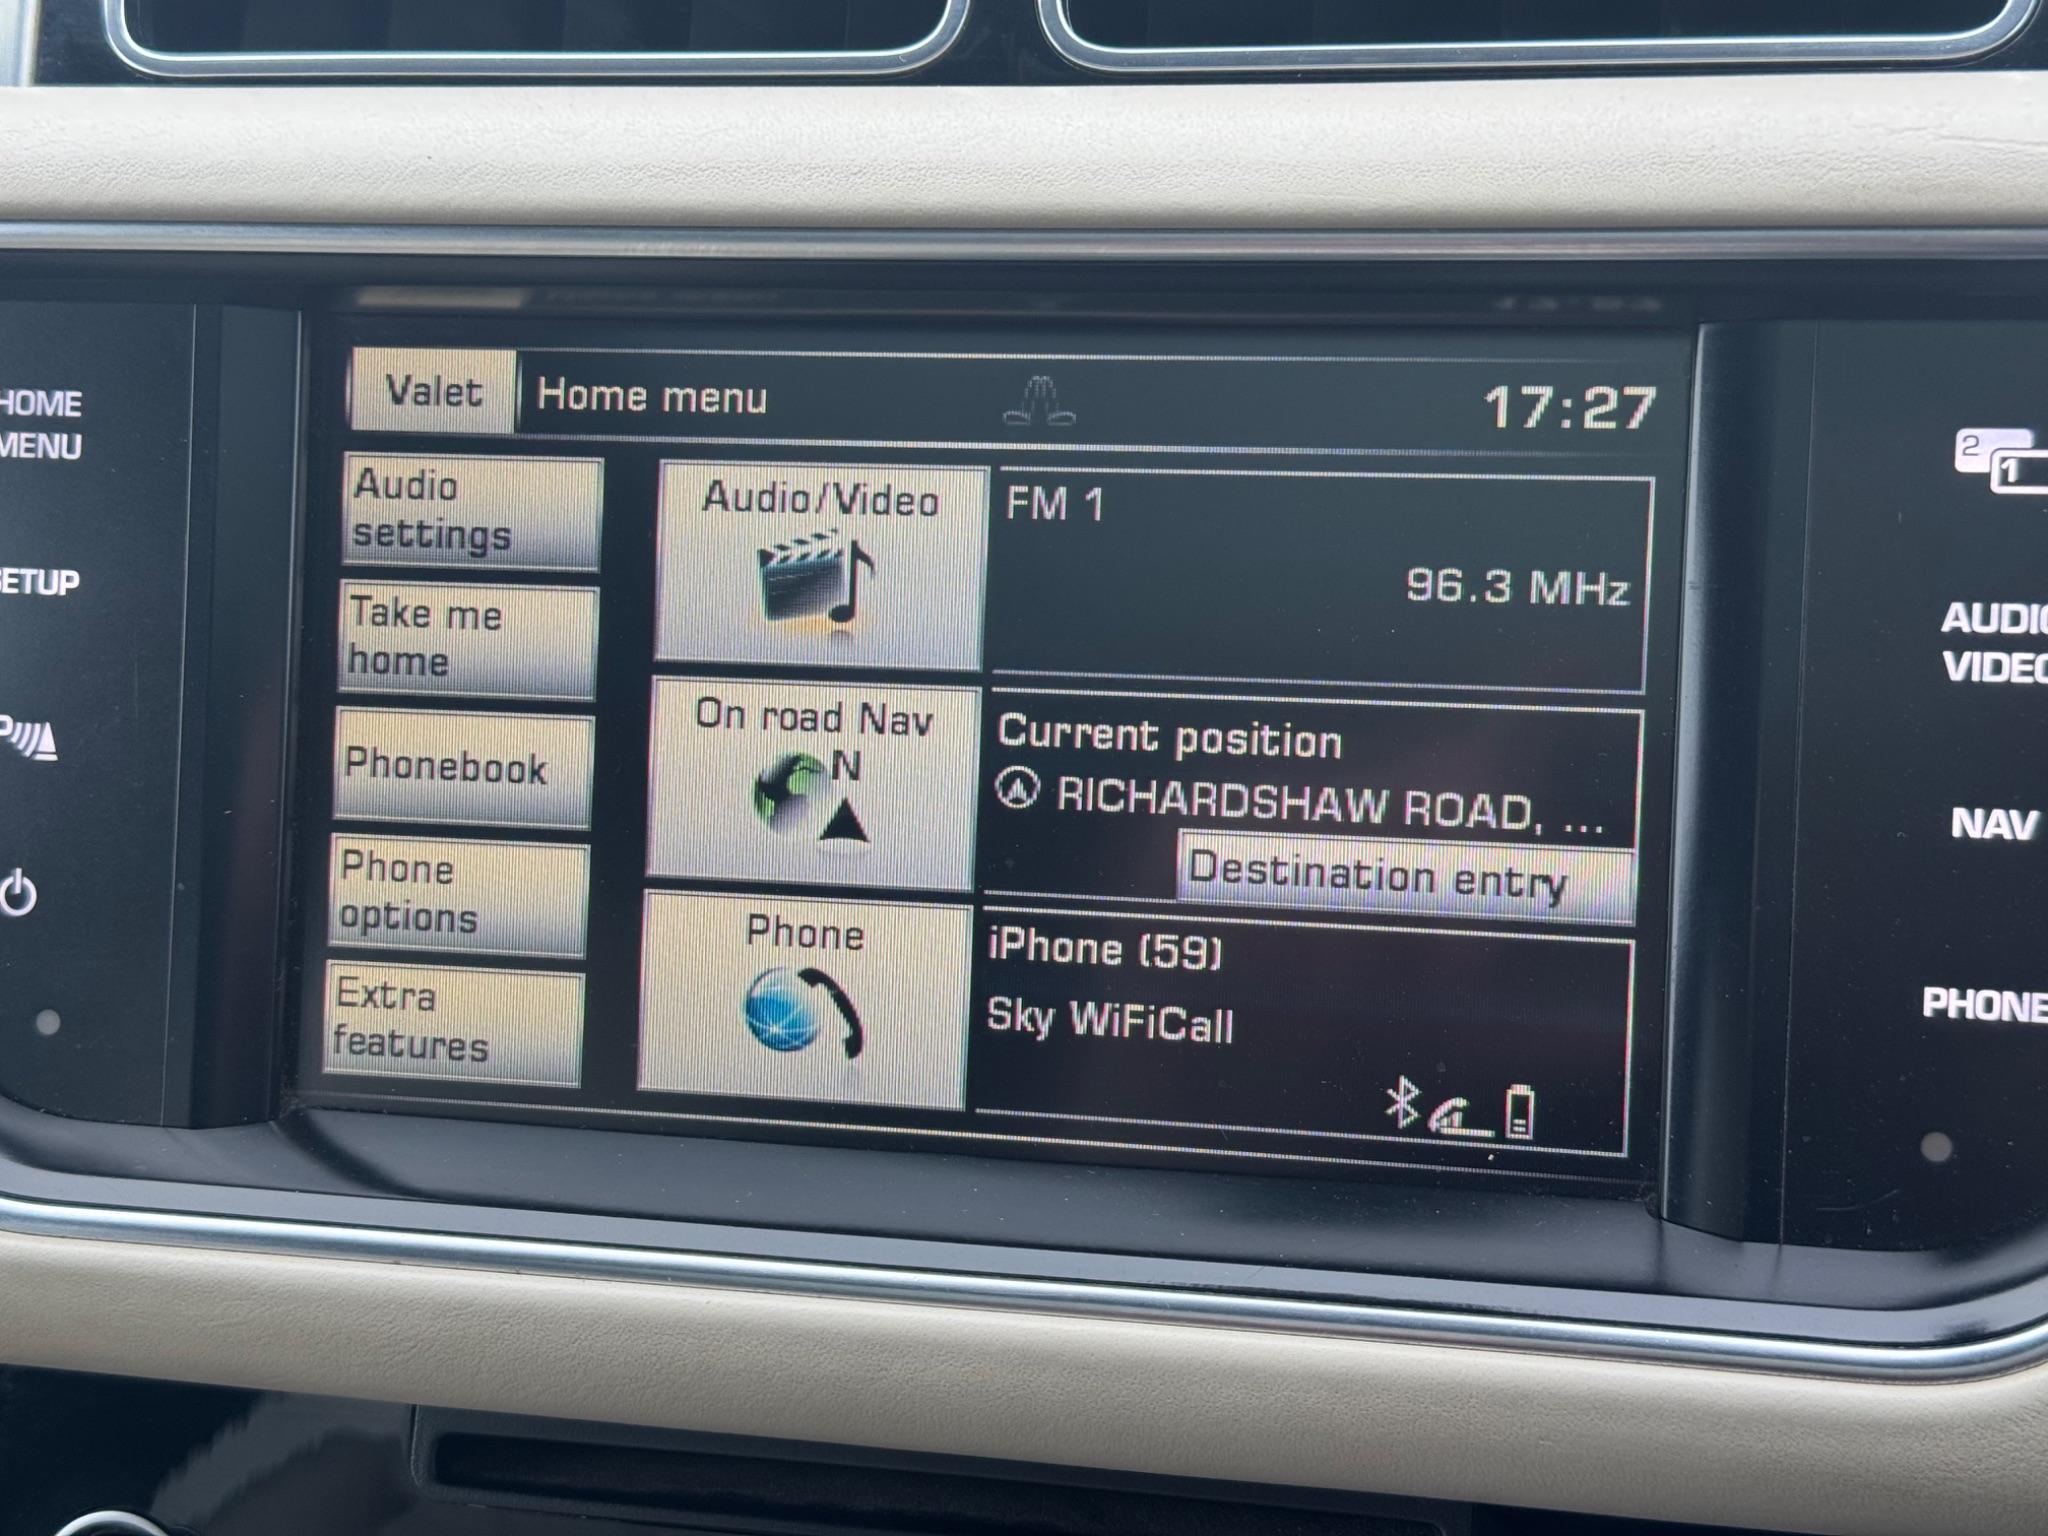 Valet
Home menu
17:27
HOME
MENU
SETUP
Audio
settings
Take me
home
Phonebook
Phone
options
Extra
features
Audio/Video
On road Nav
N
Phone
FM 1
96.3 MHz
Current position
RICHARDSHAW ROAD, ...
Destination entry
iPhone (59)
Sky WiFiCall
2
1
AUDIO
VIDEO
NAV
PHONE